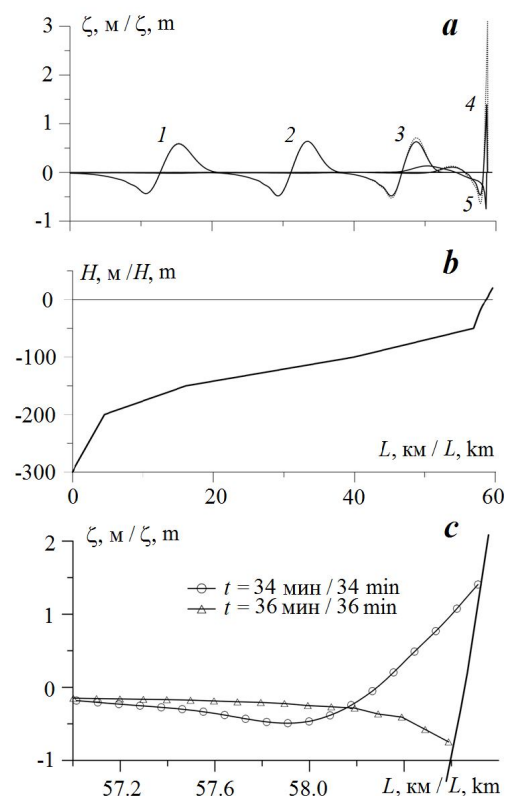 ζ, м / ζ, m
a
3
2
1
0
-1
1
2
3
4
5
H, м /H, m
b
0
-100
-200
-300
L, км / L, km
0
20
40
60
ζ, м / ζ, m
c
2
1
0
-1
t = 34 мин / 34 min
t = 36 мин / 36 min
57.2
57.6
58.0
L, км / L, km